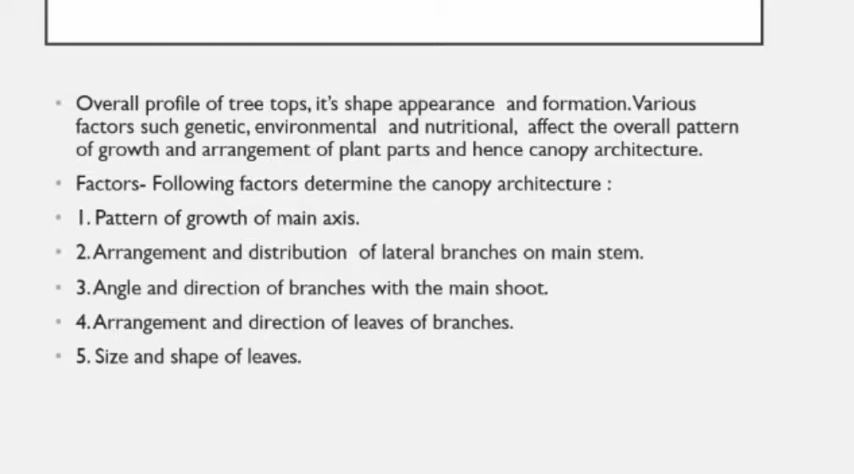 • Overall profile of tree tops, it's shape appearance and formation. Various
factors such genetic, environmental and nutritional, affect the overall pattern
of growth and arrangement of plant parts and hence canopy architecture.
• Factors- Following factors determine the canopy architecture :
• 1. Pattern of growth of main axis.
• 2. Arrangement and distribution of lateral branches on main stem.
• 3. Angle and direction of branches with the main shoot.
• 4. Arrangement and direction of leaves of branches.
• 5. Size and shape of leaves.